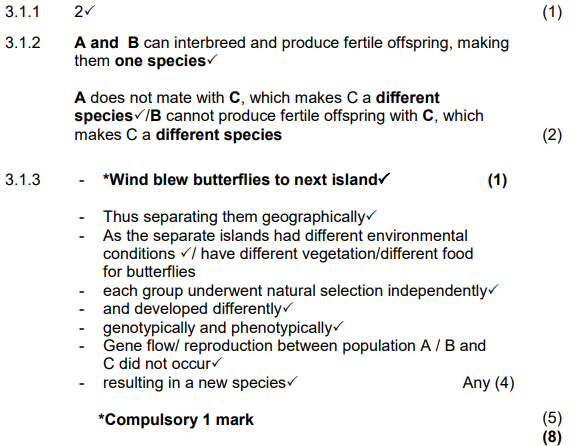 3.1.1 2✓ (1)
3.1.2 A and B can interbreed and produce fertile offspring, making
them one species✓
A does not mate with C, which makes C a different
species✓/B cannot produce fertile offspring with C, which
makes C a different species (2)
3.1.3 - *Wind blew butterflies to next island✓ (1)
- Thus separating them geographically✓
- As the separate islands had different environmental
conditions ✓/ have different vegetation/different food
for butterflies
- each group underwent natural selection independently✓
- and developed differently✓
- genotypically and phenotypically✓
- Gene flow/ reproduction between population A / B and
C did not occur✓
- resulting in a new species✓ Any (4)
*Compulsory 1 mark (5)
(8)